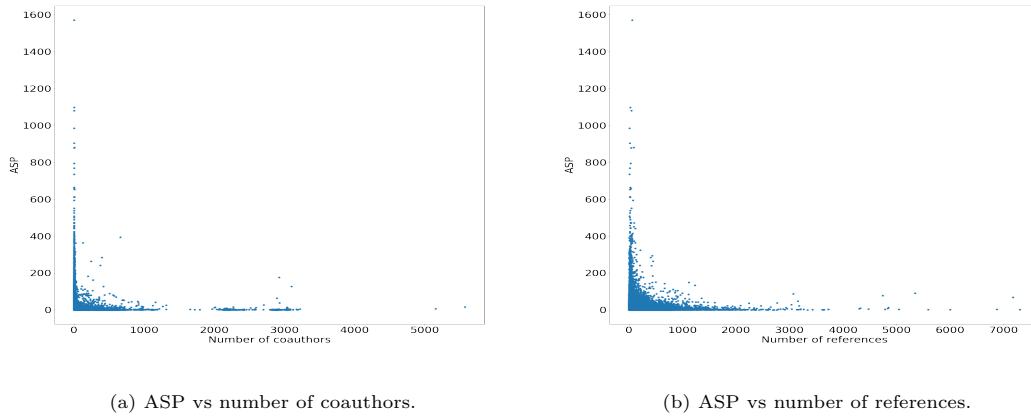 1600
1400
1200
1000
800
600
400
200
0
ASP
0 1000 2000 3000 4000 5000
Number of coauthors
1600
1400
1200
1000
800
600
400
200
0
ASP
0 1000 2000 3000 4000 5000 6000 7000
Number of references
(a) ASP vs number of coauthors.
(b) ASP vs number of references.